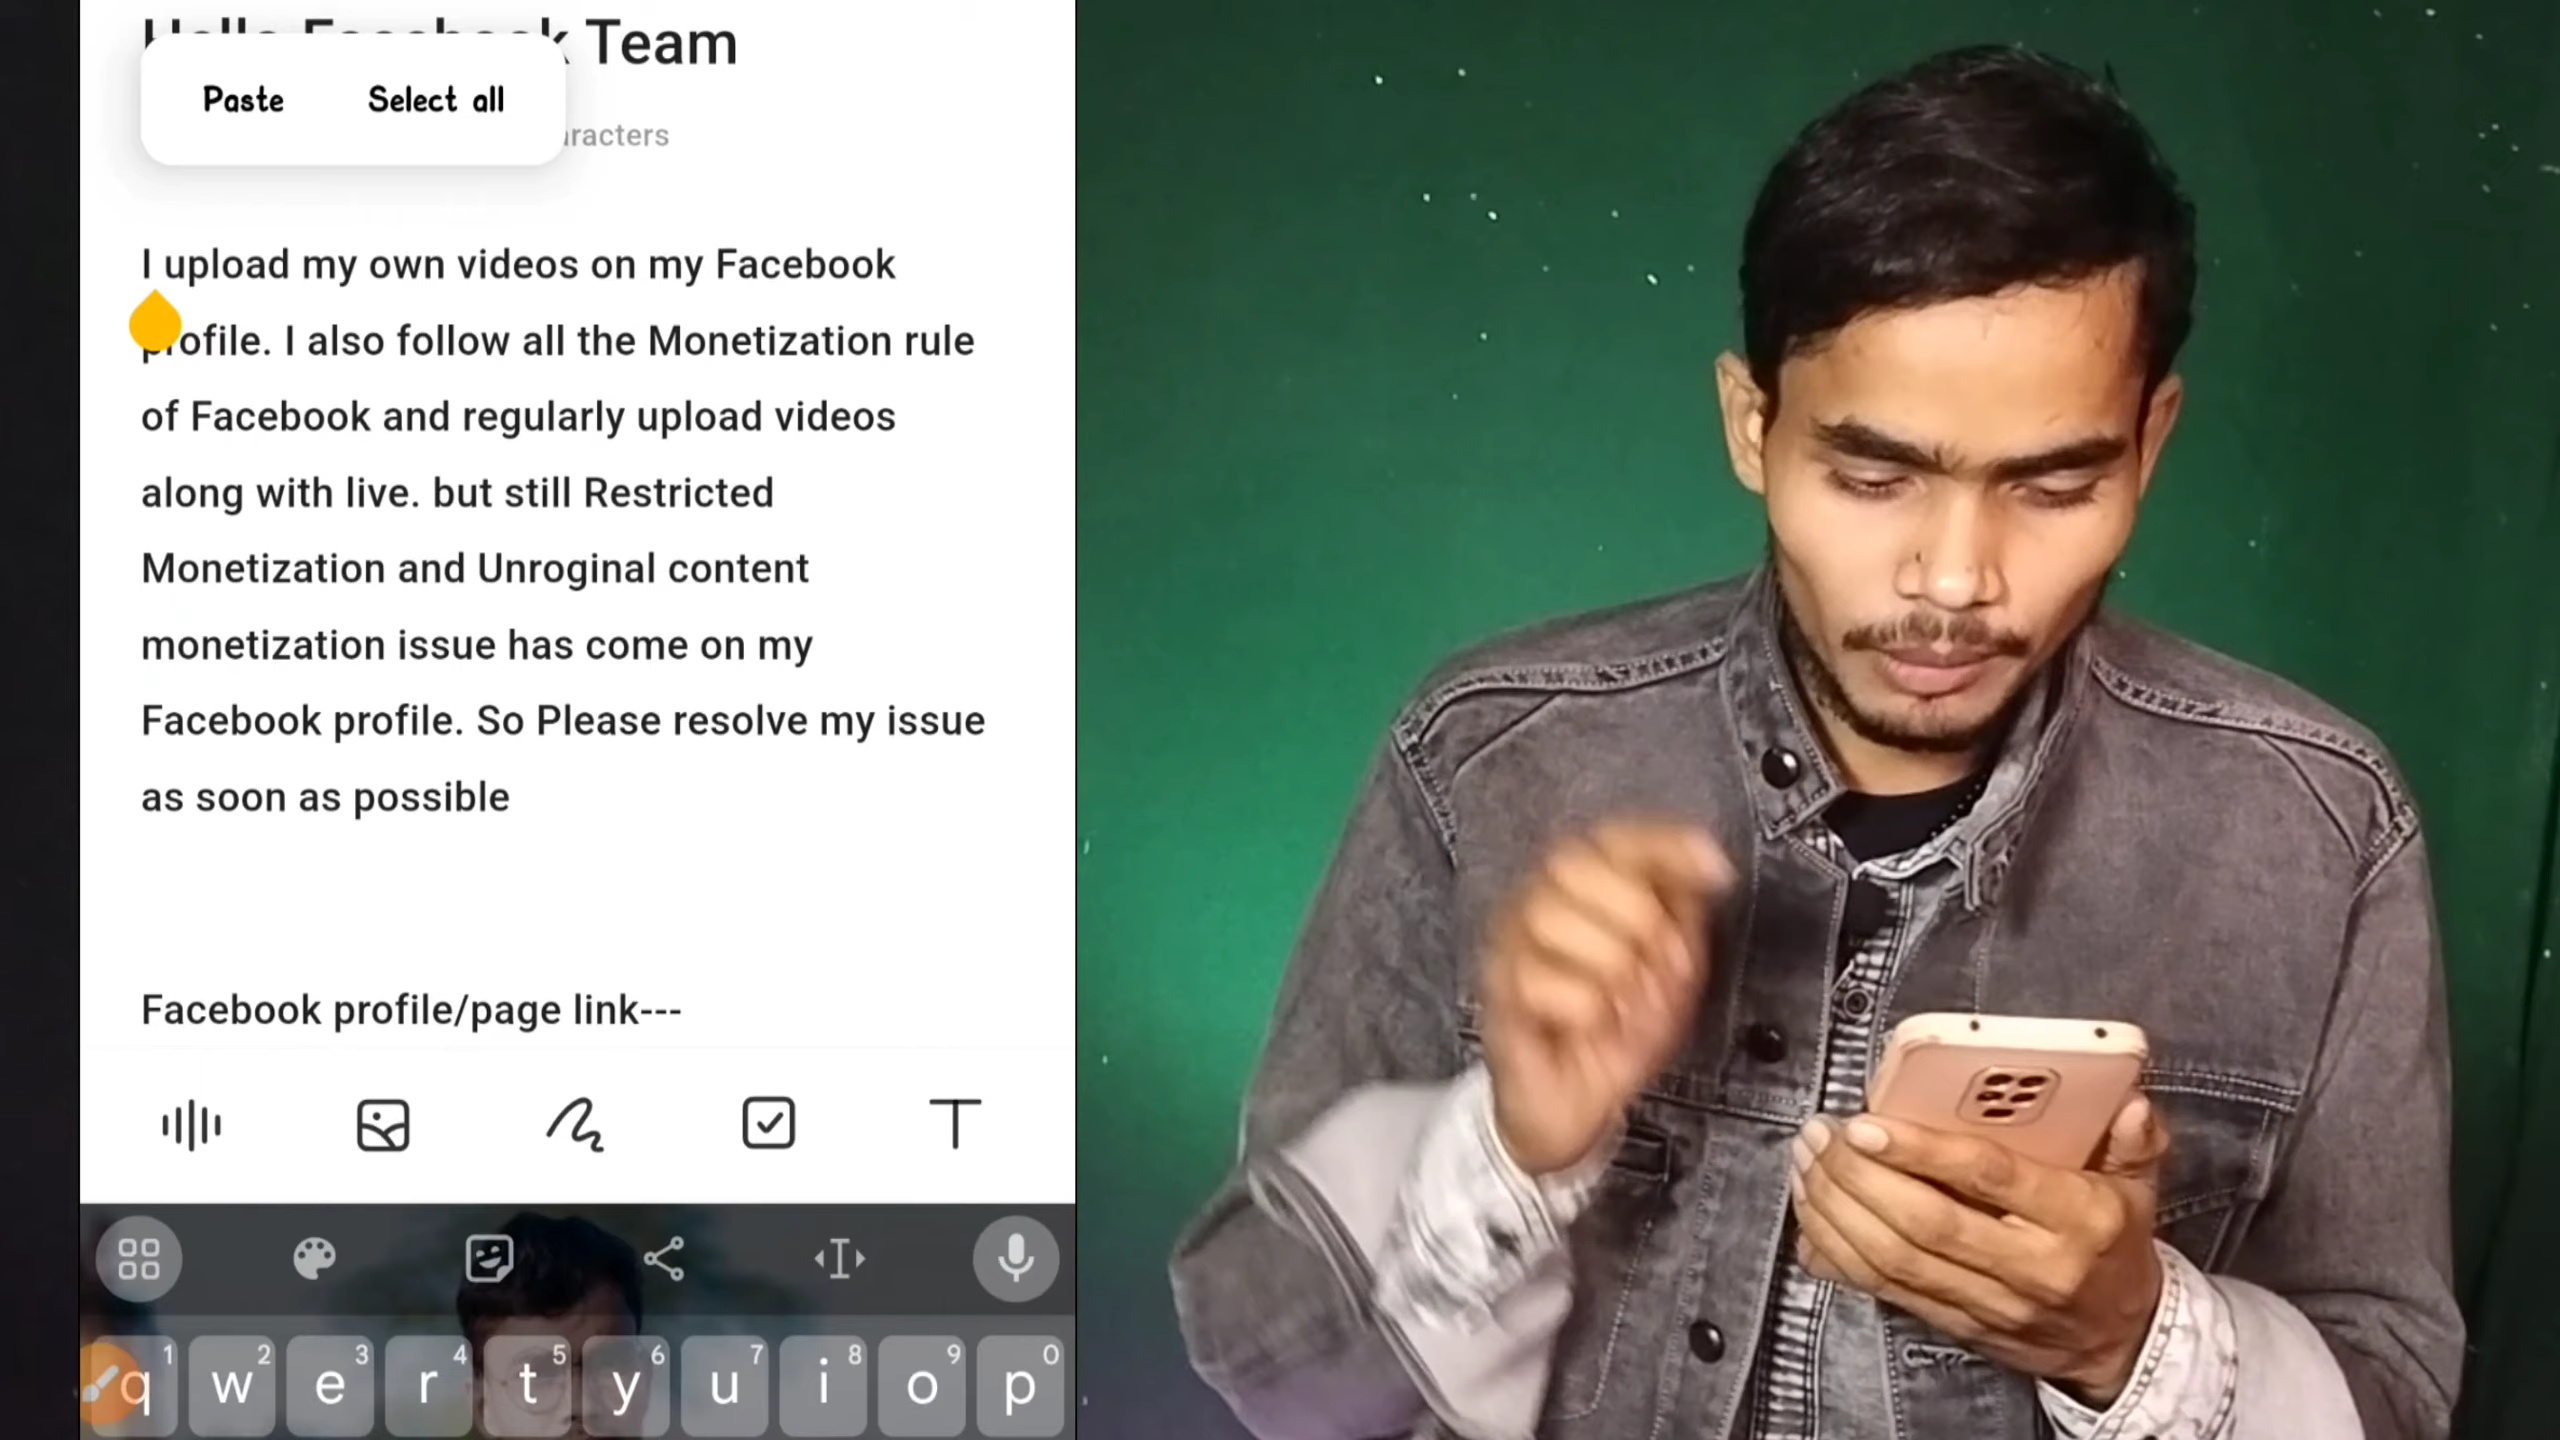 Team
Paste Select all
I upload my own videos on my Facebook
profile. I also follow all the Monetization rule
of Facebook and regularly upload videos
along with live. but still Restricted
Monetization and Unroginal content
monetization issue has come on my
Facebook profile. So Please resolve my issue
as soon as possible
Facebook profile/page link---
T
1 2 3 4 5 6 7 8 9 0
q w e r t y u i o p